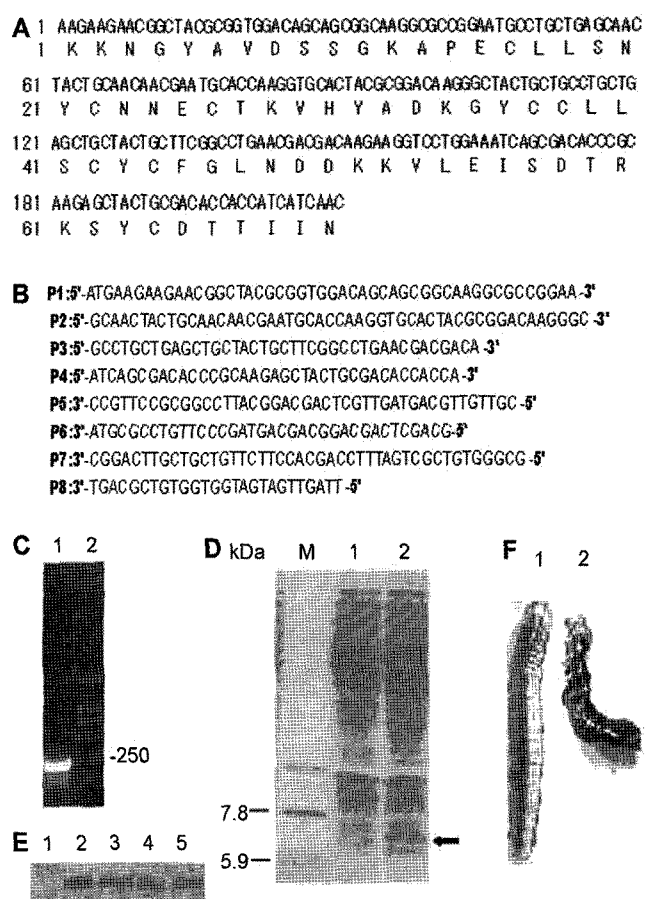 A
1 AAGAAGAACGGCTACGCGGTGGACAGCAGCGGCAAGGCGCCGGAATGCCTGCTGAGCAAC
1 K K N G Y A V D S S G K A P E C L L S N
61 TACTGCAACAACGAATGCACCAAGGTGCACTACGCGGACAAGGGCTACTGCTGCCTGCTG
21 Y C N N E C T K V H Y A D K G Y C C L L
121 AGCTGCTACTGCTTCGGCCTGAACGACGACAAGAAGGTCCTGGAAATCAGCGACACCCGC
41 S C Y C F G L N D D K K V L E I S D T R
181 AAGAGCTACTGCGACACCACCATCATCAAC
61 K S Y C D T T I I N
B
P1:5'-ATGAAGAAGAACGGCTACGCGGTGGACAGCAGCGGCAAGGCGCCGGAA-3'
P2:5'-GCAACTACTGCAACAACGAATGCACCAAGGTGCACTACGCGGACAAGGGC-3'
P3:5'-GCCTGCTGAGCTGCTACTGCTTCGGCCTGAACGACGACA-3'
P4:5'-ATCAGCGACACCCGCAAGAGCTACTGCGACACCACCA-3'
P5:3'-CCGTTCCGCGGCCTTACGGACGACTCGTTGATGACGTTGTTGC-5'
P6:3'-ATGCGCCTGTTCCCGATGACGACGGACGACTCGACG-5'
P7:3'-CGGACTTGCTGCTGTTCTTCCACGACCTTTAGTCGCTGTGGGCG-5'
P8:3'-TGACGCTGTGGTGGTAGTAGTTGATT-5'
C 1 2
-250
D kDa M 1 2
7.8
5.9
E 1 2 3 4 5
F 1 2